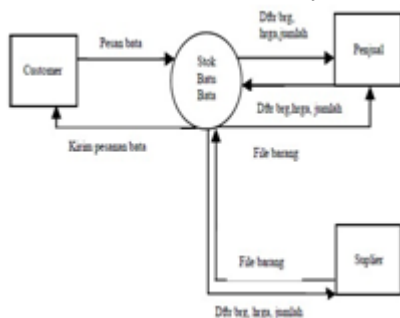 Dftr brg,
hrga,jumlah
Pesan bata
Customer
Stok
Batu
Bata
Penjual
Dftr brg,hrga, jumlah
Kirim pesanan bata
File barang
File barang
Suplier
Dftr brg, hrga, jumlah